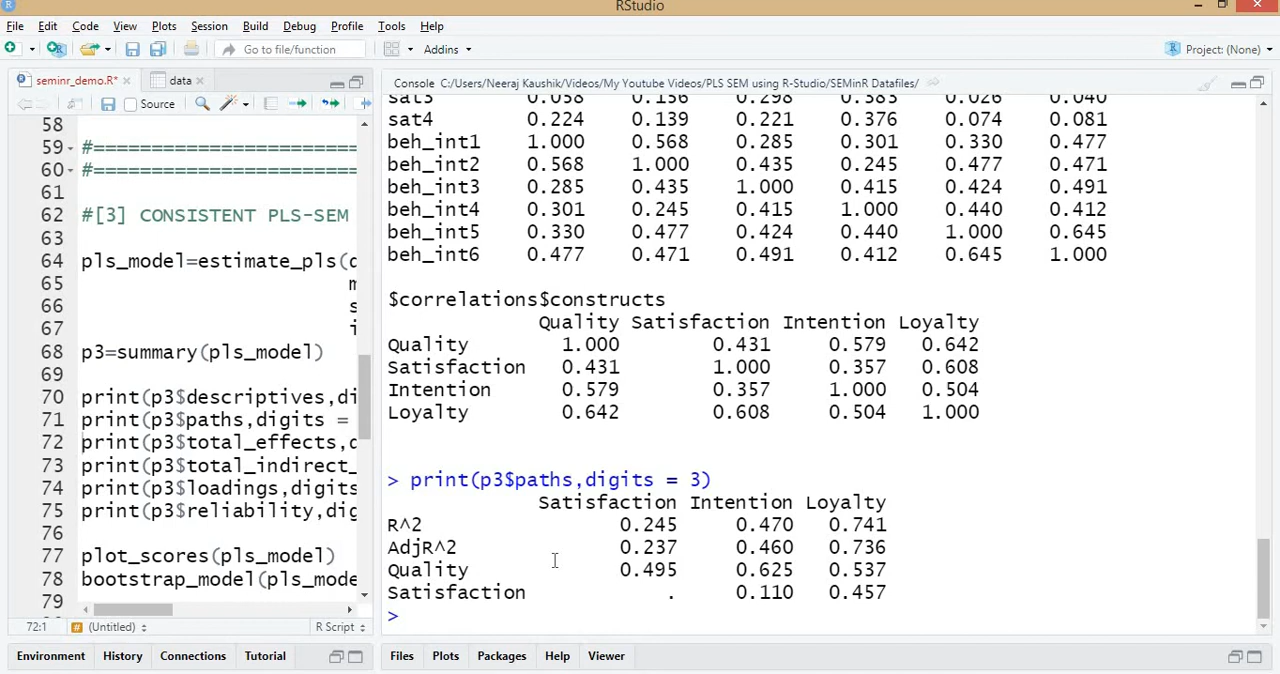 RStudio
File Edit Code View Plots Session Build Debug Profile Tools Help
Go to file/function Addins Project: (None)
seminr_demo.R* data
Source
58
59 #========================
60 #========================
61
62 #[3] CONSISTENT PLS-SEM
63
64 pls_model=estimate_pls(
65
66 s
67
68 p3=summary(pls_model)
69
70 print(p3$descriptives,di
71 print(p3$paths,digits =
72 print(p3$total_effects,
73 print(p3$total_indirect_
74 print(p3$loadings,digits
75 print(p3$reliability,dig
76
77 plot_scores(pls_model)
78 bootstrap_model(pls_mode
79
72:1 (Untitled) R Script
Environment History Connections Tutorial
Console C:/Users/Neeraj Kaushik/Videos/My Youtube Videos/PLS SEM using R-Studio/SEMinR Datafiles/
sat3 0.058 0.156 0.298 0.383 0.026 0.040
sat4 0.224 0.139 0.221 0.376 0.074 0.081
beh_int1 1.000 0.568 0.285 0.301 0.330 0.477
beh_int2 0.568 1.000 0.435 0.245 0.477 0.471
beh_int3 0.285 0.435 1.000 0.415 0.424 0.491
beh_int4 0.301 0.245 0.415 1.000 0.440 0.412
beh_int5 0.330 0.477 0.424 0.440 1.000 0.645
beh_int6 0.477 0.471 0.491 0.412 0.645 1.000
$correlations$constructs
Quality Satisfaction Intention Loyalty
Quality 1.000 0.431 0.579 0.642
Satisfaction 0.431 1.000 0.357 0.608
Intention 0.579 0.357 1.000 0.504
Loyalty 0.642 0.608 0.504 1.000
> print(p3$paths,digits = 3)
Satisfaction Intention Loyalty
R^2 0.245 0.470 0.741
AdjR^2 0.237 0.460 0.736
Quality 0.495 0.625 0.537
Satisfaction . 0.110 0.457
>
Files Plots Packages Help Viewer